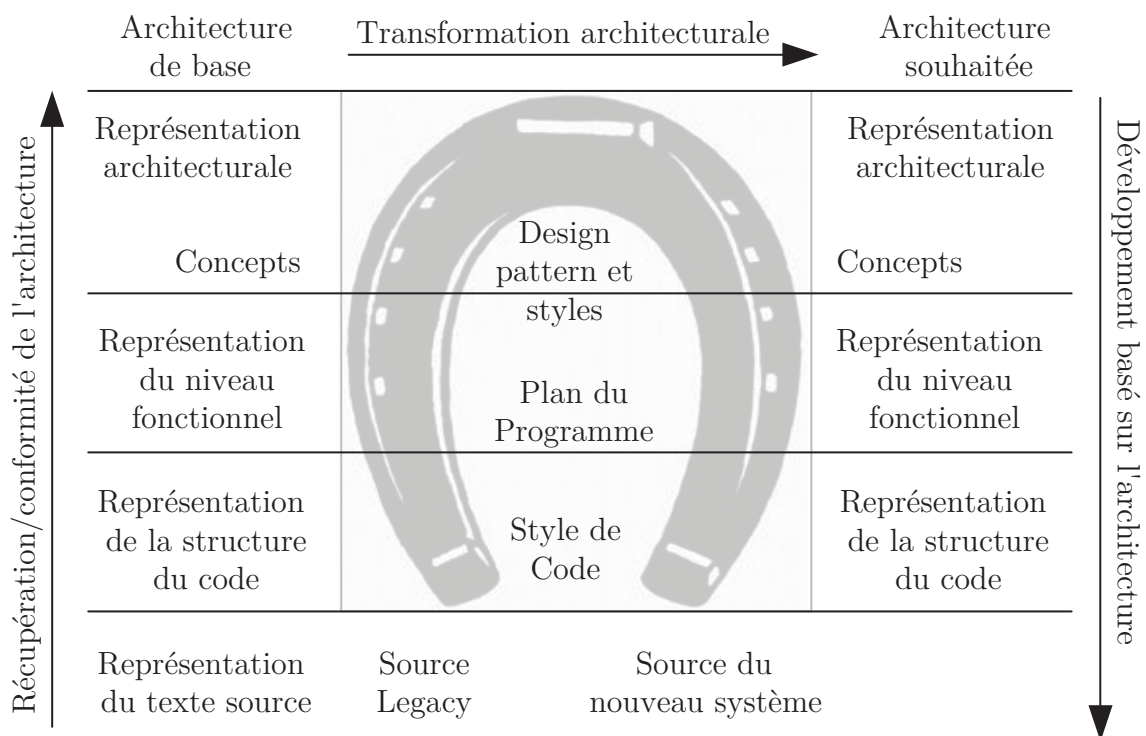 Architecture
de base
Transformation architecturale
Architecture
souhaitée
Récupération/conformité de l'architecture
Représentation
architecturale
Concepts
Design
pattern et
styles
Représentation
architecturale
Concepts
Développement basé sur l'architecture
Représentation
du niveau
fonctionnel
Plan du
Programme
Représentation
du niveau
fonctionnel
Représentation
de la structure
du code
Style de
Code
Représentation
de la structure
du code
Représentation
du texte source
Source
Legacy
Source du
nouveau système